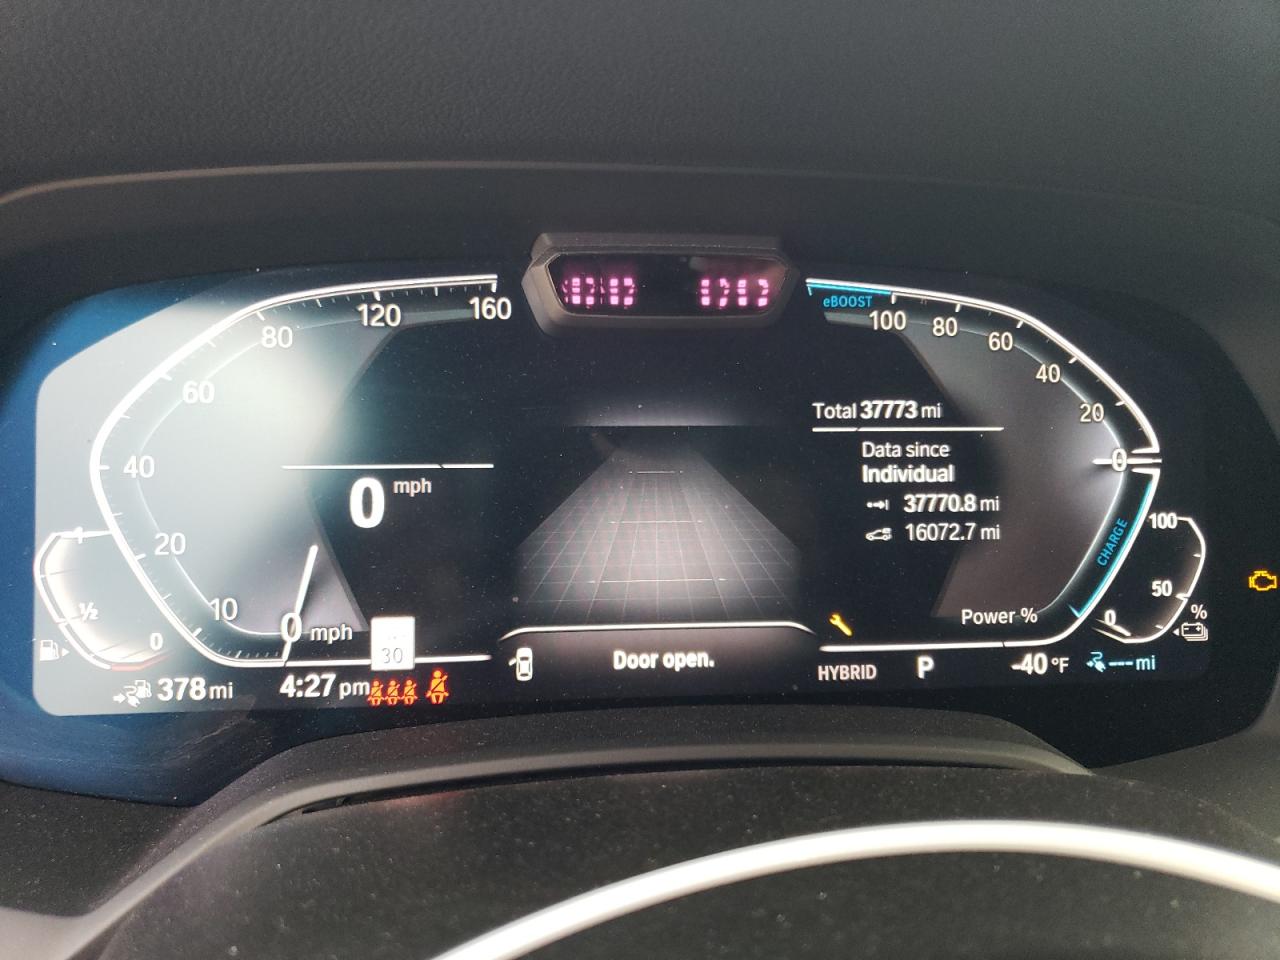 160
120
80
60
40
20
10
0 mph
0 mph
eBOOST
100
80
60
40
20
0
CHARGE
Power %
Total 37773 mi
Data since
Individual
37770.8 mi
16072.7 mi
1
½
0
100
50
0
%
30
Door open.
HYBRID
P
-40 °F
--- mi
378 mi
4:27 pm